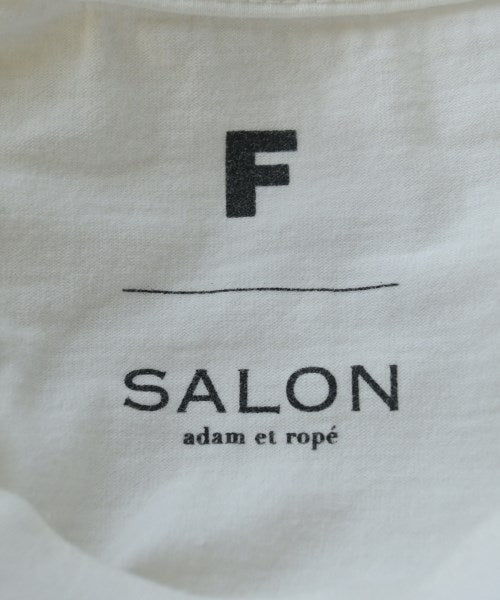 F
SALON
adam et ropé